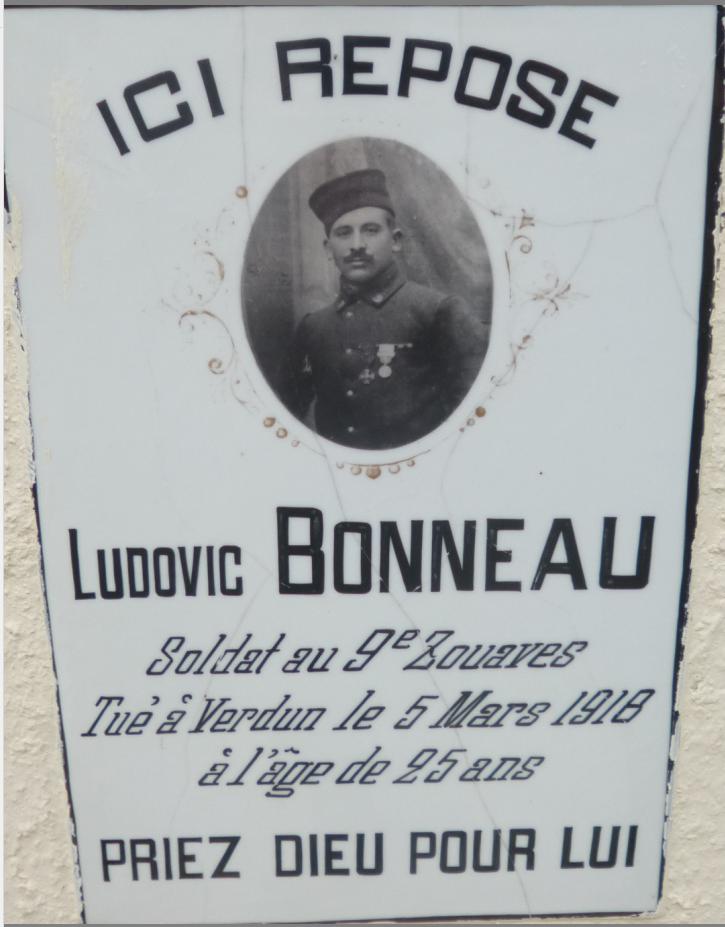 ICI REPOSE
LUDOVIC BONNEAU
Soldat au 9e Zouaves
Tué à Verdun le 5 Mars 1918
à l'âge de 25 ans
PRIEZ DIEU POUR LUI